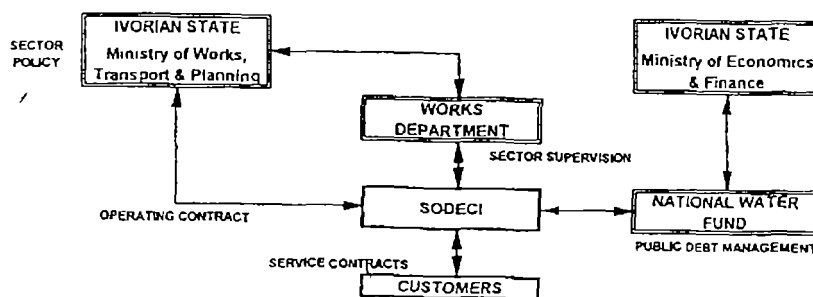 SECTOR
POLICY
IVORIAN STATE
Ministry of Works,
Transport & Planning
IVORIAN STATE
Ministry of Economics
& Finance
WORKS
DEPARTMENT
SECTOR SUPERVISION
OPERATING CONTRACT
SODECI
NATIONAL WATER
FUND
PUBLIC DEBT MANAGEMENT
SERVICE CONTRACTS
CUSTOMERS